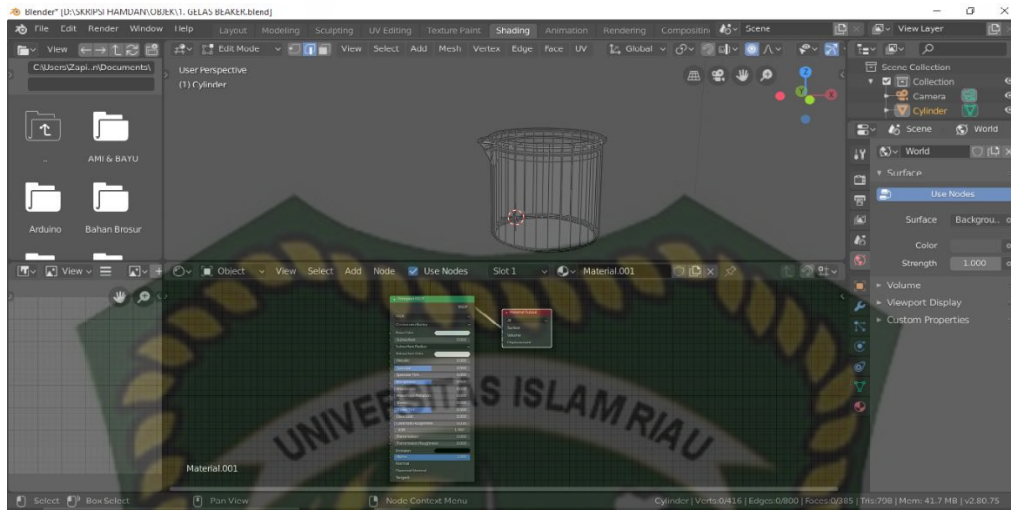 Blender* [D:\SKRIPSI HAMDAN\OBJEK\1. GELAS BEAKER.blend]
File Edit Render Window Help Layout Modeling Sculpting UV Editing Texture Paint Shading Animation Rendering Compositin Scene View Layer
View Edit Mode View Select Add Mesh Vertex Edge Face UV Global
C:\Users\Zapi..n\Documents\
User Perspective
(1) Cylinder
..
AMI & BAYU
Arduino
Bahan Brosur
Scene Collection
Collection
Camera
Cylinder
Scene World
World
Surface
Use Nodes
Surface Backgrou...
Color
Strength 1.000
Volume
Viewport Display
Custom Properties
View Object View Select Add Node Use Nodes Slot 1 Material.001
Surface
Volume
Displacement
UNIVERSITAS ISLAM RIAU
Material.001
Select Box Select Pan View Node Context Menu Cylinder | Verts:0/416 | Edges:0/800 | Faces:0/385 | Tris:798 | Mem: 41.7 MB | v2.80.75